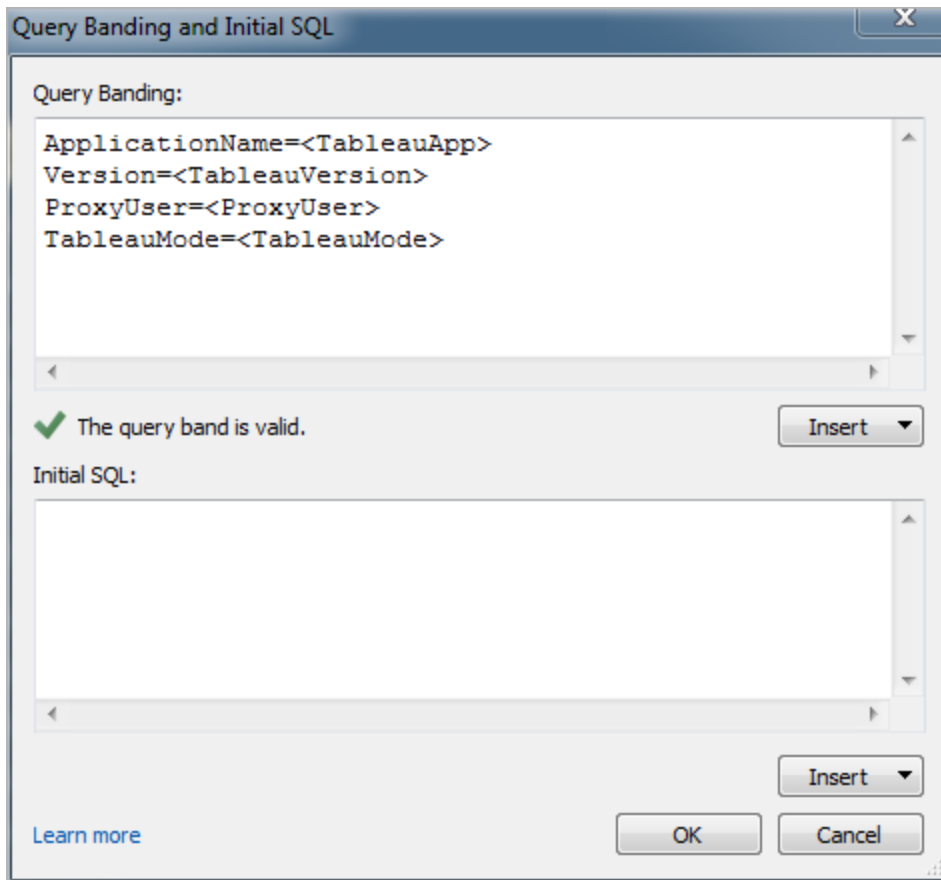 Query Banding and Initial SQL
Query Banding:
ApplicationName=<TableauApp>
Version=<TableauVersion>
ProxyUser=<ProxyUser>
TableauMode=<TableauMode>
The query band is valid.
Insert
Initial SQL:
Insert
Learn more
OK
Cancel